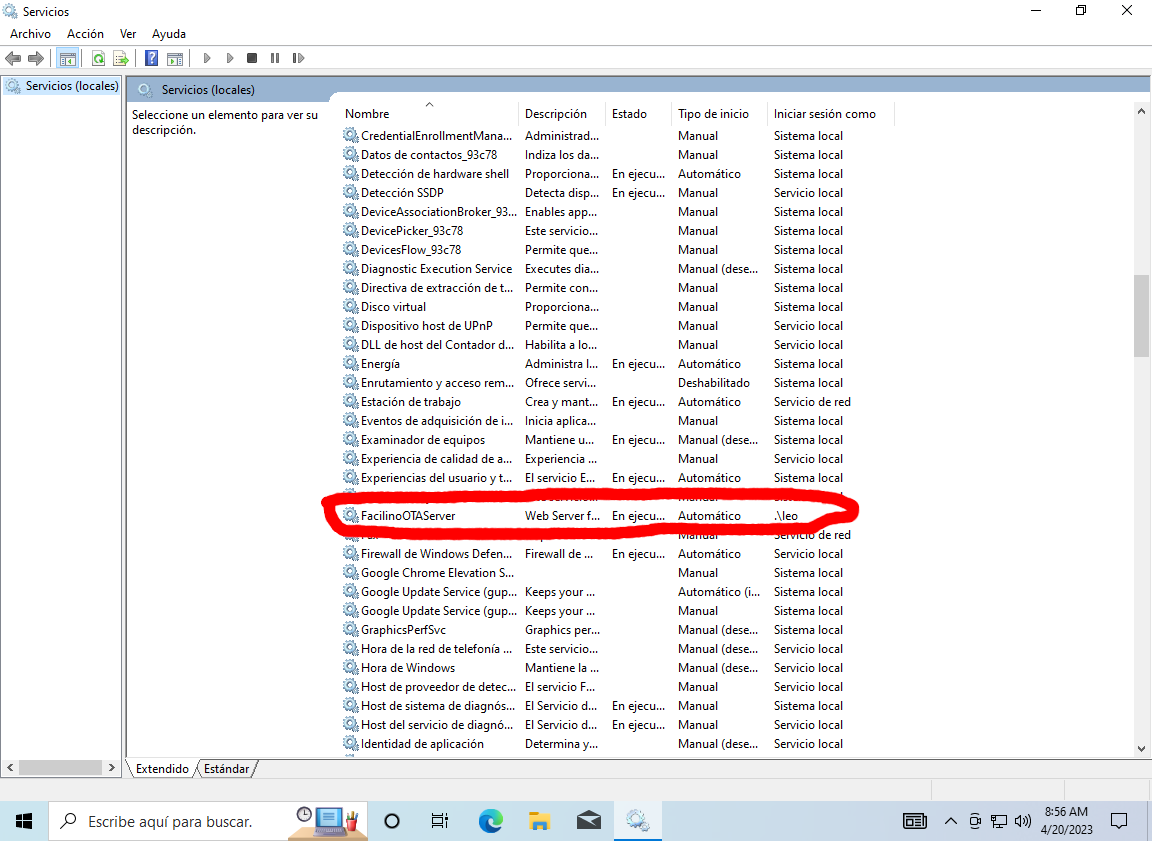 Servicios
Archivo Acción Ver Ayuda
Servicios (locales)
Servicios (locales)
Seleccione un elemento para ver su
descripción.
Nombre Descripción Estado Tipo de inicio Iniciar sesión como
CredentialEnrollmentMana... Administrad... Manual Sistema local
Datos de contactos_93c78 Indiza los da... Manual Sistema local
Detección de hardware shell Proporciona... En ejecu... Automático Sistema local
Detección SSDP Detecta disp... En ejecu... Manual Servicio local
DeviceAssociationBroker_93... Enables app... Manual Sistema local
DevicePicker_93c78 Este servicio... Manual Sistema local
DevicesFlow_93c78 Permite que... Manual Sistema local
Diagnostic Execution Service Executes dia... Manual (dese... Sistema local
Directiva de extracción de t... Permite con... Manual Sistema local
Disco virtual Proporciona... Manual Sistema local
Dispositivo host de UPnP Permite que... Manual Servicio local
DLL de host del Contador d... Habilita a lo... Manual Servicio local
Energía Administra l... En ejecu... Automático Sistema local
Enrutamiento y acceso rem... Ofrece servi... Deshabilitado Sistema local
Estación de trabajo Crea y mant... En ejecu... Automático Servicio de red
Eventos de adquisición de i... Inicia aplica... Manual Sistema local
Examinador de equipos Mantiene u... En ejecu... Manual (dese... Sistema local
Experiencia de calidad de a... Experiencia ... Manual Servicio local
Experiencias del usuario y t... El servicio E... En ejecu... Automático Sistema local
FacilinoOTAServer Web Server f... En ejecu... Automático .\leo
Manual Servicio de red
Firewall de Windows Defen... Firewall de ... En ejecu... Automático Servicio local
Google Chrome Elevation S... Manual Sistema local
Google Update Service (gup... Keeps your ... Automático (i... Sistema local
Google Update Service (gup... Keeps your ... Manual Sistema local
GraphicsPerfSvc Graphics per... Manual (dese... Sistema local
Hora de la red de telefonía ... Este servicio... Manual (dese... Servicio local
Hora de Windows Mantiene la ... Manual (dese... Servicio local
Host de proveedor de detec... El servicio F... Manual Servicio local
Host de sistema de diagnós... El Servicio d... En ejecu... Manual Sistema local
Host del servicio de diagnó... El Servicio d... En ejecu... Manual Servicio local
Identidad de aplicación Determina y... Manual (dese... Servicio local
Extendido Estándar
Escribe aquí para buscar.
8:56 AM
4/20/2023